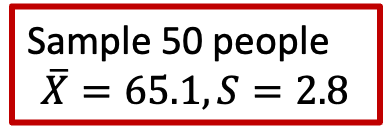 Sample 50 people
X̄ = 65.1, S = 2.8